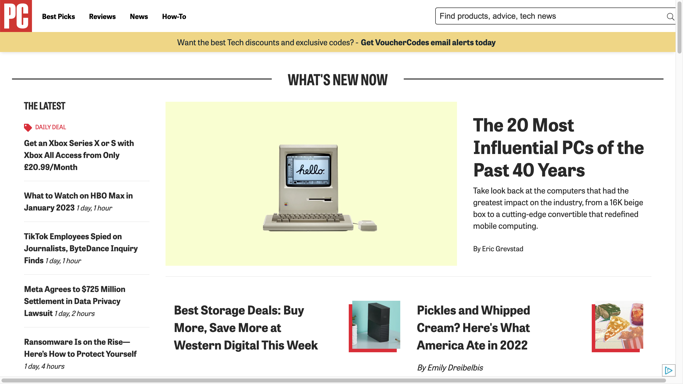 PC
Best Picks
Reviews
News
How-To
Find products, advice, tech news
Want the best Tech discounts and exclusive codes? - Get VoucherCodes email alerts today
WHAT'S NEW NOW
THE LATEST
DAILY DEAL
Get an Xbox Series X or S with
Xbox All Access from Only
£20.99/Month
What to Watch on HBO Max in
January 2023 1 day, 1 hour
TikTok Employees Spied on
Journalists, ByteDance Inquiry
Finds 1 day, 1 hour
Meta Agrees to $725 Million
Settlement in Data Privacy
Lawsuit 1 day, 2 hours
Ransomware Is on the Rise—
Here's How to Protect Yourself
1 day, 4 hours
hello.
The 20 Most
Influential PCs of the
Past 40 Years
Take look back at the computers that had the
greatest impact on the industry, from a 16K beige
box to a cutting-edge convertible that redefined
mobile computing.
By Eric Grevstad
Best Storage Deals: Buy
More, Save More at
Western Digital This Week
Pickles and Whipped
Cream? Here's What
America Ate in 2022
By Emily Dreibelbis